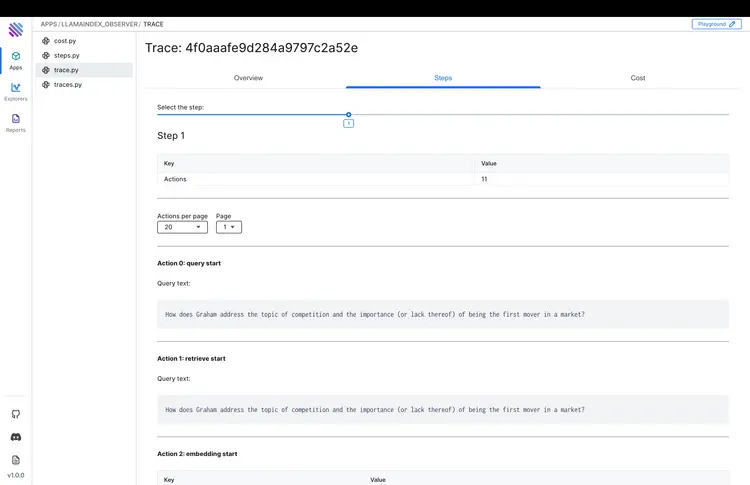 APPS / LLAMAINDEX_OBSERVER / TRACE
Playground
Apps
Explorers
Reports
v1.0.0
cost.py
steps.py
trace.py
traces.py
Trace: 4f0aaafe9d284a9797c2a52e
Overview Steps Cost
Select the step:
1
Step 1
Key Value
Actions 11
Actions per page Page
20 1
Action 0: query start
Query text:
How does Graham address the topic of competition and the importance (or lack thereof) of being the first mover in a market?
Action 1: retrieve start
Query text:
How does Graham address the topic of competition and the importance (or lack thereof) of being the first mover in a market?
Action 2: embedding start
Key Value